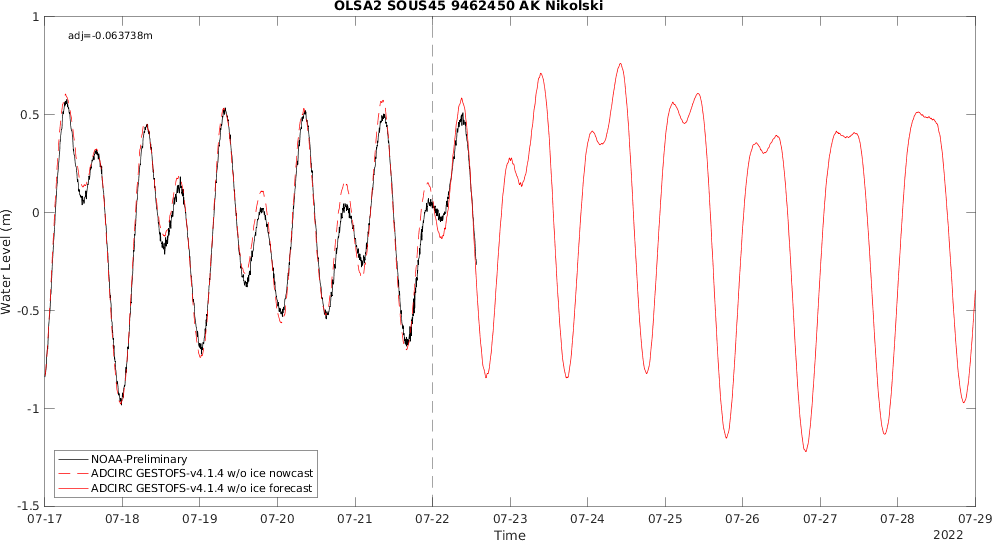 OLSA2 SOUS45 9462450 AK Nikolski
adj=-0.063738m
1
0.5
0
-0.5
-1
-1.5
Water Level (m)
NOAA-Preliminary
ADCIRC GESTOFS-v4.1.4 w/o ice nowcast
ADCIRC GESTOFS-v4.1.4 w/o ice forecast
07-17 07-18 07-19 07-20 07-21 07-22 07-23 07-24 07-25 07-26 07-27 07-28 07-29
Time
2022